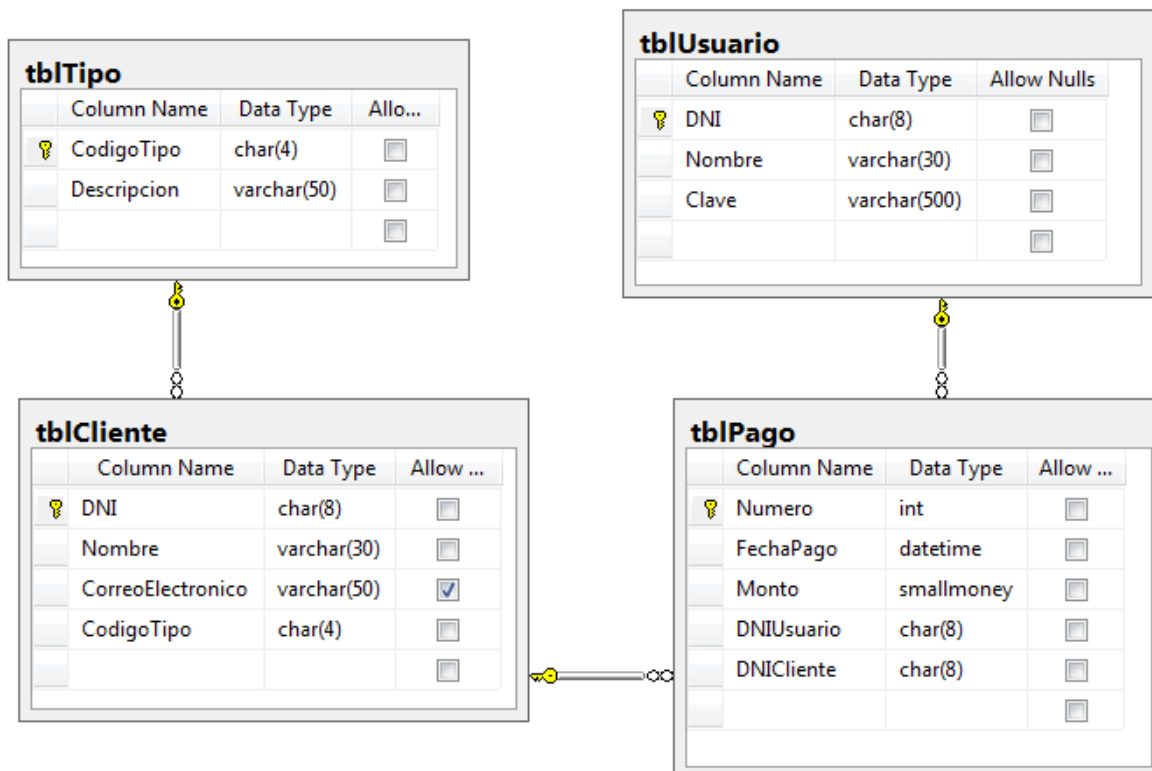 tblTipo
Column Name Data Type Allo...
CodigoTipo char(4)
Descripcion varchar(50)
tblUsuario
Column Name Data Type Allow Nulls
DNI char(8)
Nombre varchar(30)
Clave varchar(500)
tblCliente
Column Name Data Type Allow ...
DNI char(8)
Nombre varchar(30)
CorreoElectronico varchar(50)
CodigoTipo char(4)
tblPago
Column Name Data Type Allow ...
Numero int
FechaPago datetime
Monto smallmoney
DNIUsuario char(8)
DNICliente char(8)